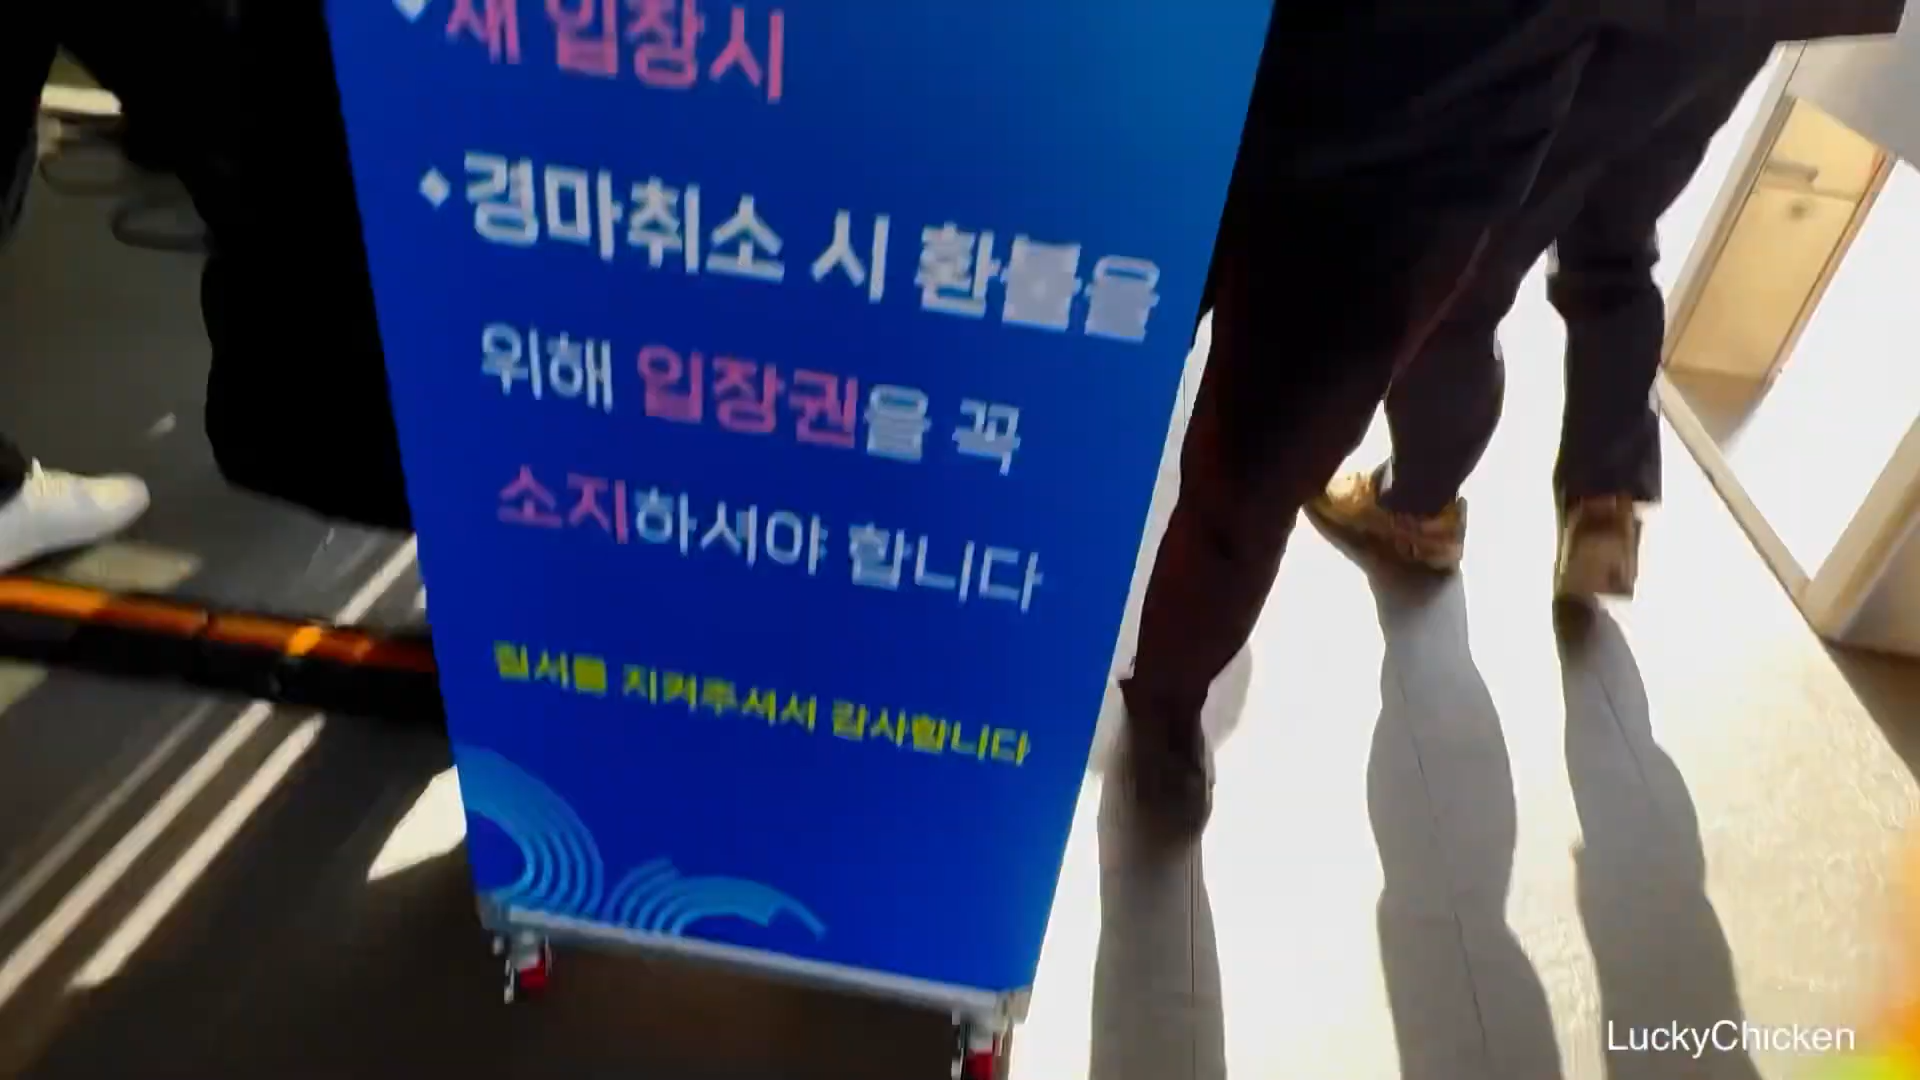 입장시
경마취소 시 환불을
위해 입장권을 꼭
소지하셔야 합니다
질서를 지켜주셔서 감사합니다
LuckyChicken